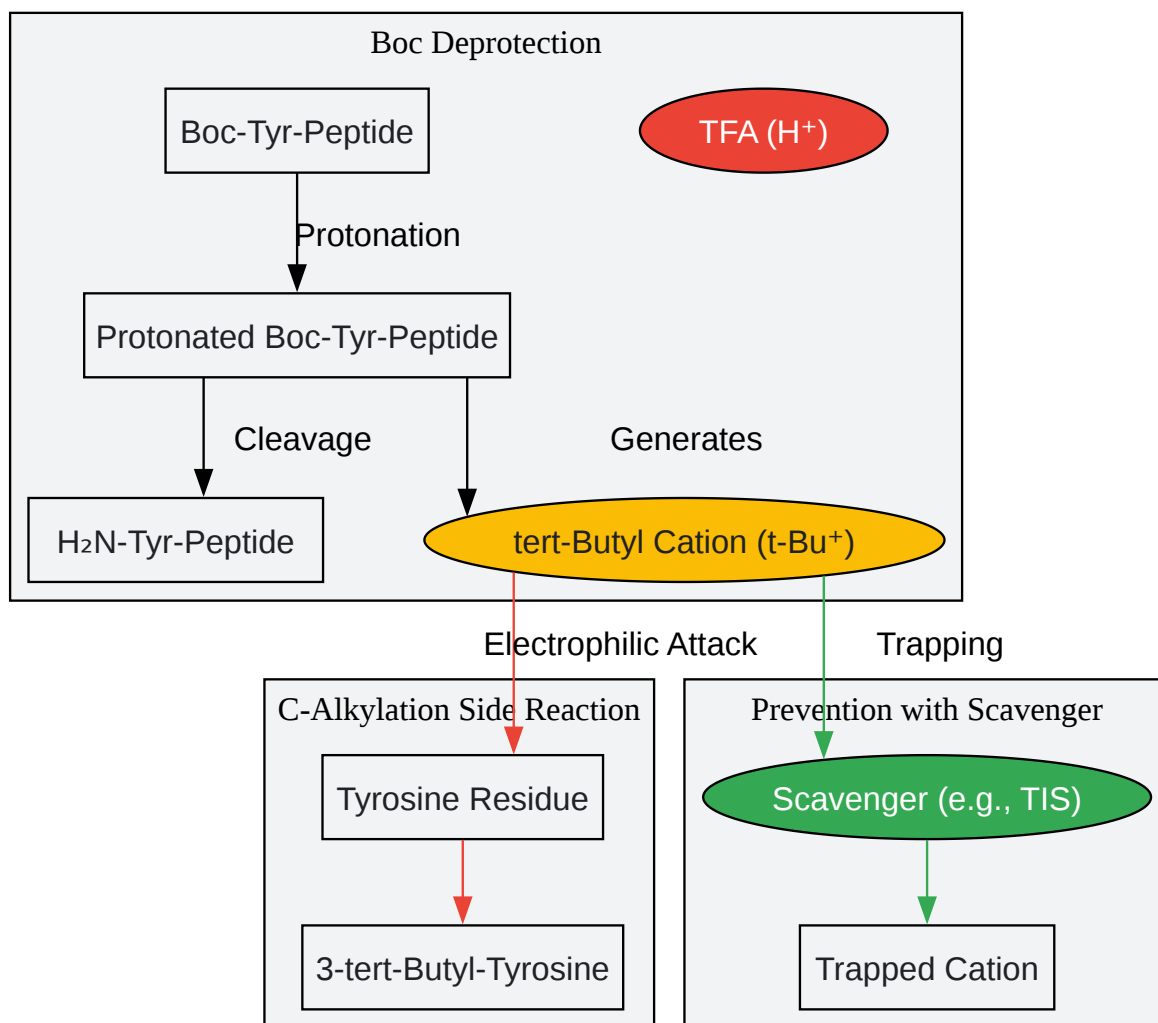 Boc Deprotection
Boc-Tyr-Peptide
TFA (H⁺)
Protonation
Protonated Boc-Tyr-Peptide
Cleavage
Generates
H₂N-Tyr-Peptide
tert-Butyl Cation (t-Bu⁺)
Electrophilic Attack
Trapping
C-Alkylation Side Reaction
Prevention with Scavenger
Tyrosine Residue
Scavenger (e.g., TIS)
3-tert-Butyl-Tyrosine
Trapped Cation